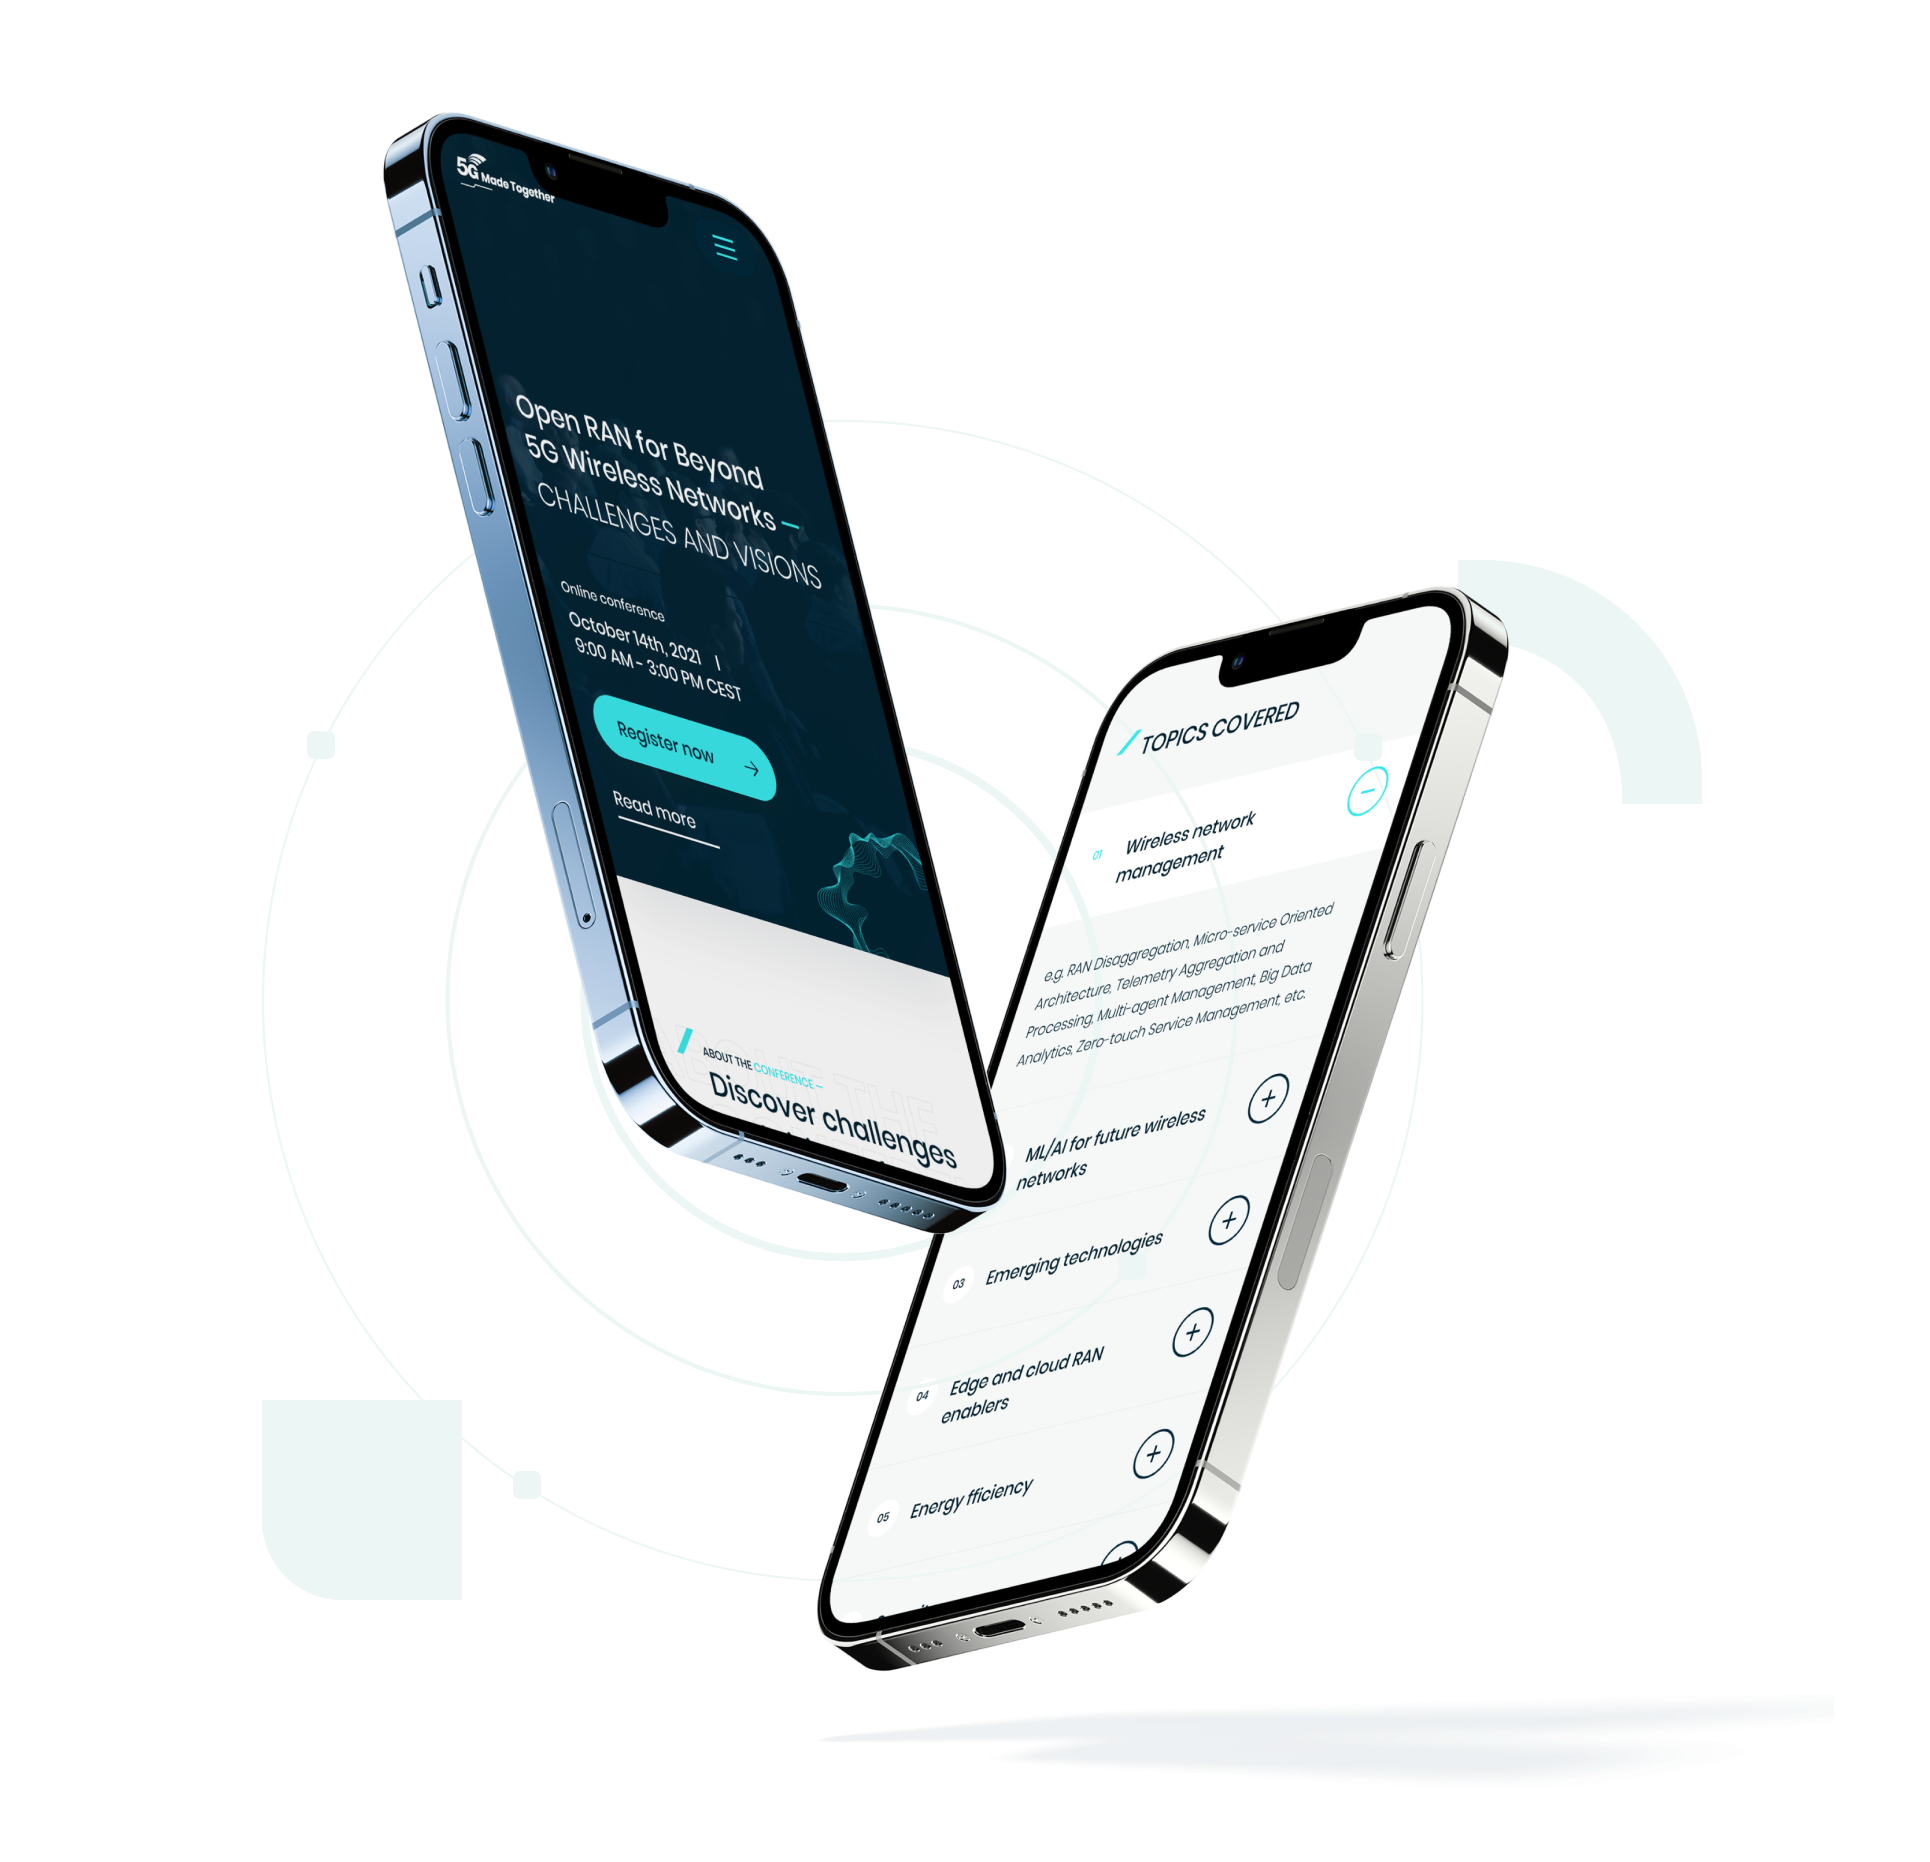 5G Made Together
Open RAN for Beyond
5G Wireless Networks –
CHALLENGES AND VISIONS
Online conference
October 14th, 2021 |
9:00 AM - 3:00 PM CEST
Register now
Read more
ABOUT THE CONFERENCE –
Discover challenges
TOPICS COVERED
01 Wireless network
management
e.g. RAN Disaggregation, Micro-service Oriented
Architecture, Telemetry Aggregation and
Processing, Multi-agent Management, Big Data
Analytics, Zero-touch Service Management, etc.
ML/AI for future wireless
networks
03 Emerging technologies
04 Edge and cloud RAN
enablers
05 Energy fficiency